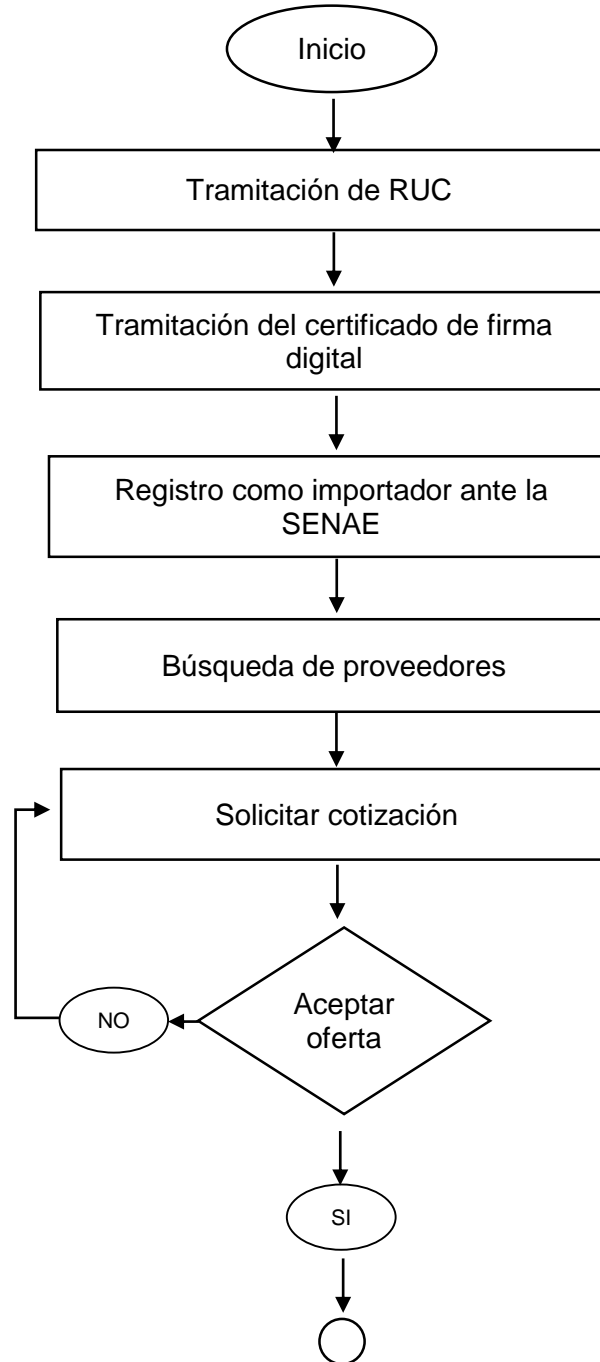 Inicio
Tramitación de RUC
Tramitación del certificado de firma
digital
Registro como importador ante la
SENAE
Búsqueda de proveedores
Solicitar cotización
Aceptar
oferta
NO
SI